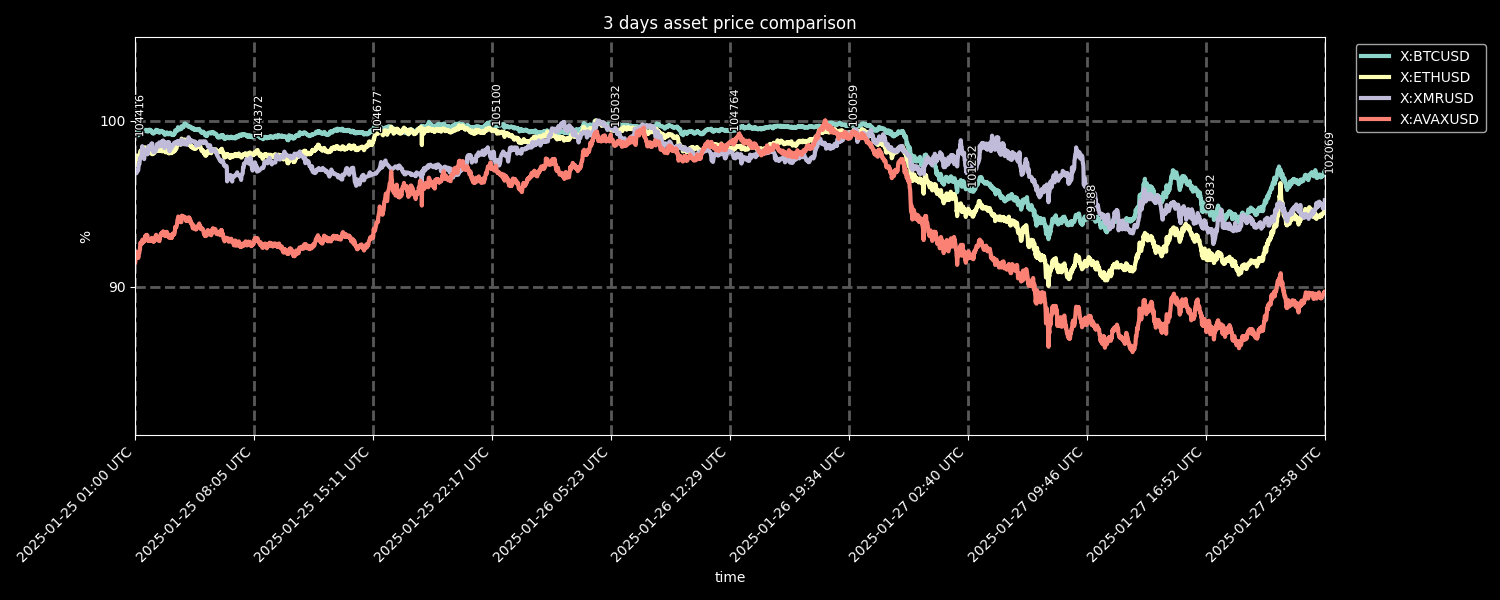 3 days asset price comparison
X:BTCUSD
X:ETHUSD
X:XMRUSD
X:AVAXUSD
104416
104372
104677
105100
105032
104764
105059
101232
99188
99832
102069
100
90
%
2025-01-25 01:00 UTC
2025-01-25 08:05 UTC
2025-01-25 15:11 UTC
2025-01-25 22:17 UTC
2025-01-26 05:23 UTC
2025-01-26 12:29 UTC
2025-01-26 19:34 UTC
2025-01-27 02:40 UTC
2025-01-27 09:46 UTC
2025-01-27 16:52 UTC
2025-01-27 23:58 UTC
time